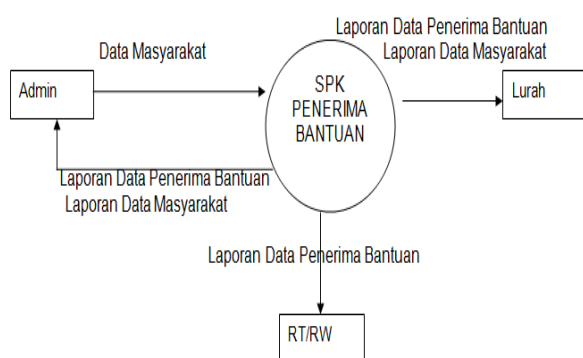 Laporan Data Penerima Bantuan
Laporan Data Masyarakat
Data Masyarakat
Admin
SPK
PENERIMA
BANTUAN
Lurah
Laporan Data Penerima Bantuan
Laporan Data Masyarakat
Laporan Data Penerima Bantuan
RT/RW